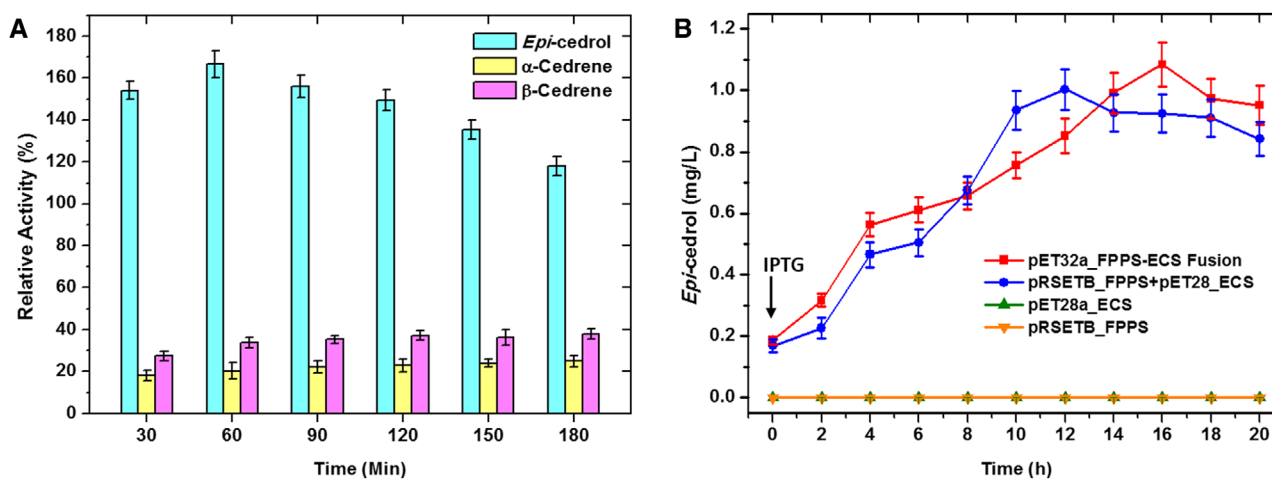 A
Relative Activity (%)
180
160
140
120
100
80
60
40
20
0
Epi-cedrol
α-Cedrene
β-Cedrene
30 60 90 120 150 180
Time (Min)
B
Epi-cedrol (mg/L)
1.2
1.0
0.8
0.6
0.4
0.2
0.0
IPTG
pET32a_FPPS-ECS Fusion
pRSETB_FPPS+pET28_ECS
pET28a_ECS
pRSETB_FPPS
0 2 4 6 8 10 12 14 16 18 20
Time (h)